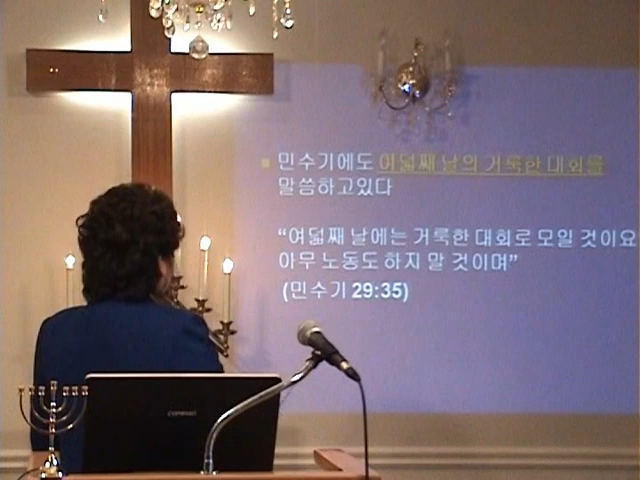 민수기에도 여덟째 날의 거룩한 대회를
말씀하고있다
“여덟째 날에는 거룩한 대회로 모일 것이요
아무 노동도 하지 말 것이며”
(민수기 29:35)
COMPAQ